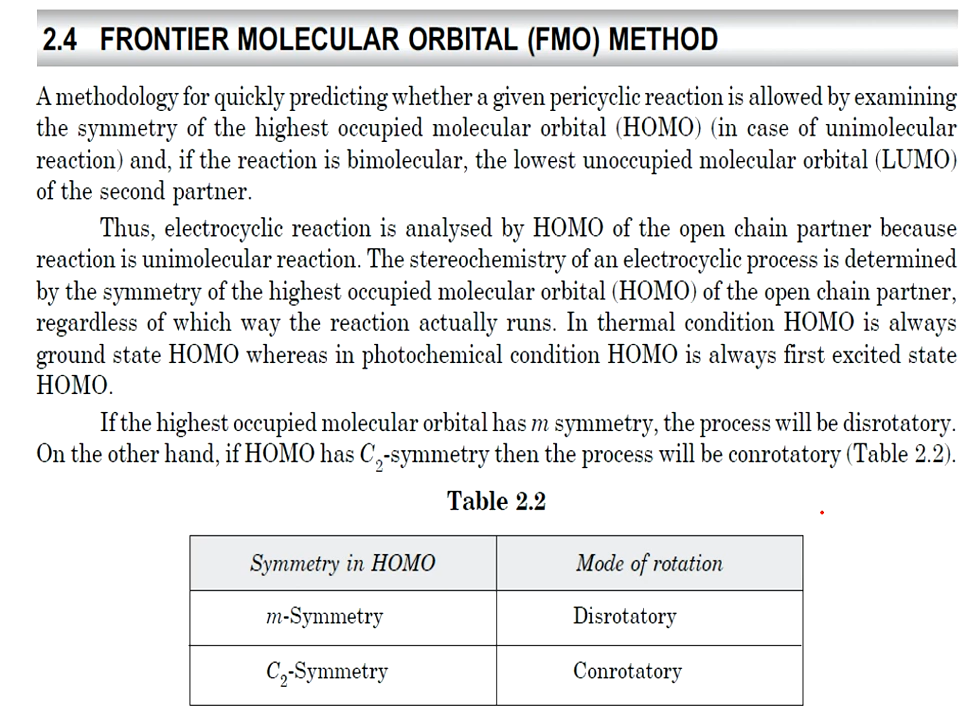 2.4 FRONTIER MOLECULAR ORBITAL (FMO) METHOD
A methodology for quickly predicting whether a given pericyclic reaction is allowed by examining
the symmetry of the highest occupied molecular orbital (HOMO) (in case of unimolecular
reaction) and, if the reaction is bimolecular, the lowest unoccupied molecular orbital (LUMO)
of the second partner.
Thus, electrocyclic reaction is analysed by HOMO of the open chain partner because
reaction is unimolecular reaction. The stereochemistry of an electrocyclic process is determined
by the symmetry of the highest occupied molecular orbital (HOMO) of the open chain partner,
regardless of which way the reaction actually runs. In thermal condition HOMO is always
ground state HOMO whereas in photochemical condition HOMO is always first excited state
HOMO.
If the highest occupied molecular orbital has m symmetry, the process will be disrotatory.
On the other hand, if HOMO has C₂-symmetry then the process will be conrotatory (Table 2.2).
Table 2.2
Symmetry in HOMO Mode of rotation
m-Symmetry Disrotatory
C₂-Symmetry Conrotatory